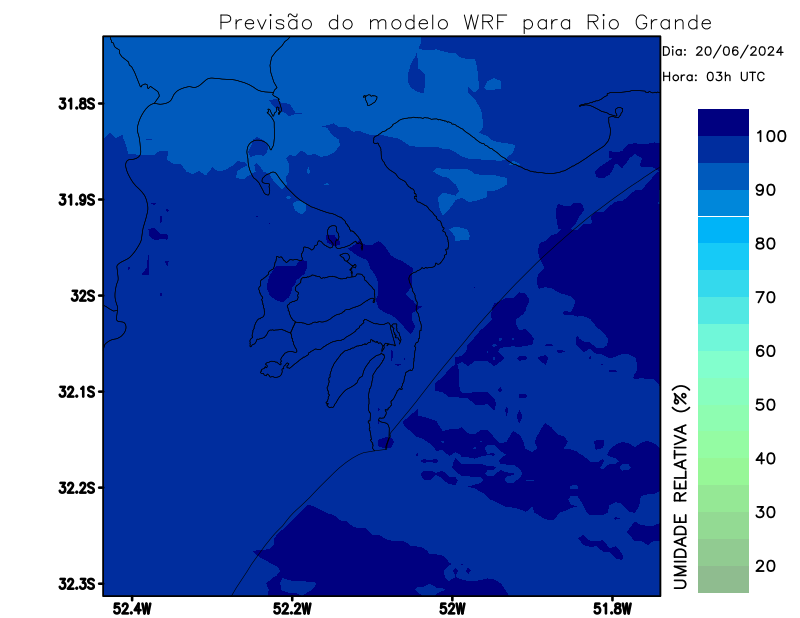 Previsão do modelo WRF para Rio Grande
Dia: 20/06/2024
Hora: 03h UTC
31.8S
31.9S
32S
32.1S
32.2S
32.3S
52.4W
52.2W
52W
51.8W
100
90
80
70
60
50
40
30
20
UMIDADE RELATIVA (%)